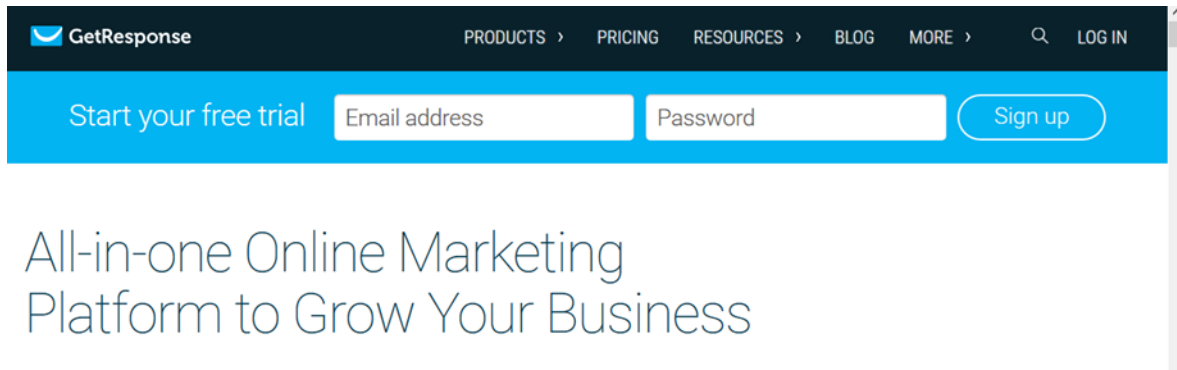 GetResponse PRODUCTS › PRICING RESOURCES › BLOG MORE › LOG IN
Start your free trial Email address Password Sign up
All-in-one Online Marketing
Platform to Grow Your Business